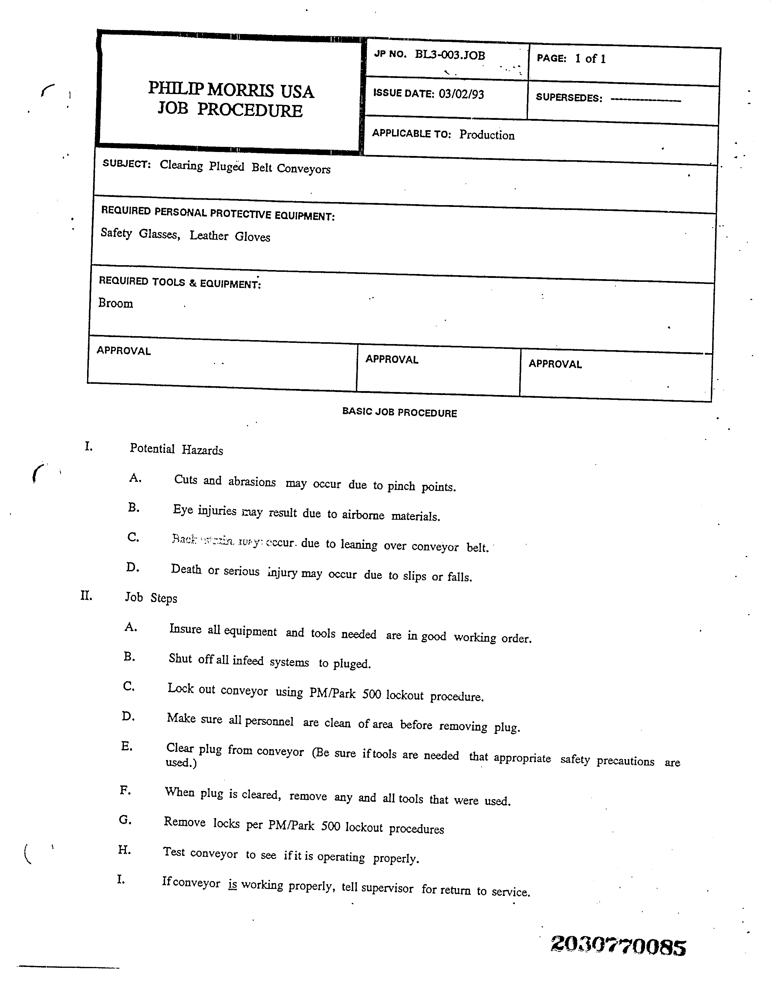 PHILIP MORRIS USA
JOB PROCEDURE
JP NO. BL3-003.JOB
PAGE: 1 of 1
ISSUE DATE: 03/02/93
SUPERSEDES: ---------------
APPLICABLE TO: Production
SUBJECT: Clearing Pluged Belt Conveyors
REQUIRED PERSONAL PROTECTIVE EQUIPMENT:
Safety Glasses, Leather Gloves
REQUIRED TOOLS & EQUIPMENT:
Broom
APPROVAL
APPROVAL
APPROVAL
BASIC JOB PROCEDURE
I. Potential Hazards
A. Cuts and abrasions may occur due to pinch points.
B. Eye injuries may result due to airborne materials.
C. Back strain may occur due to leaning over conveyor belt.
D. Death or serious injury may occur due to slips or falls.
II. Job Steps
A. Insure all equipment and tools needed are in good working order.
B. Shut off all infeed systems to pluged.
C. Lock out conveyor using PM/Park 500 lockout procedure.
D. Make sure all personnel are clean of area before removing plug.
E. Clear plug from conveyor (Be sure if tools are needed that appropriate safety precautions are
used.)
F. When plug is cleared, remove any and all tools that were used.
G. Remove locks per PM/Park 500 lockout procedures
H. Test conveyor to see if it is operating properly.
I. If conveyor is working properly, tell supervisor for return to service.
2030770085